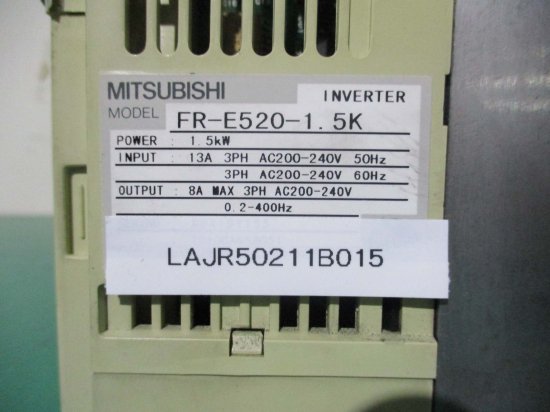 MITSUBISHI INVERTER
MODEL FR-E520-1.5K
POWER : 1.5kW
INPUT : 13A 3PH AC200-240V 50Hz
3PH AC200-240V 60Hz
OUTPUT : 8A MAX 3PH AC200-240V
0.2-400Hz
LAJR50211B015